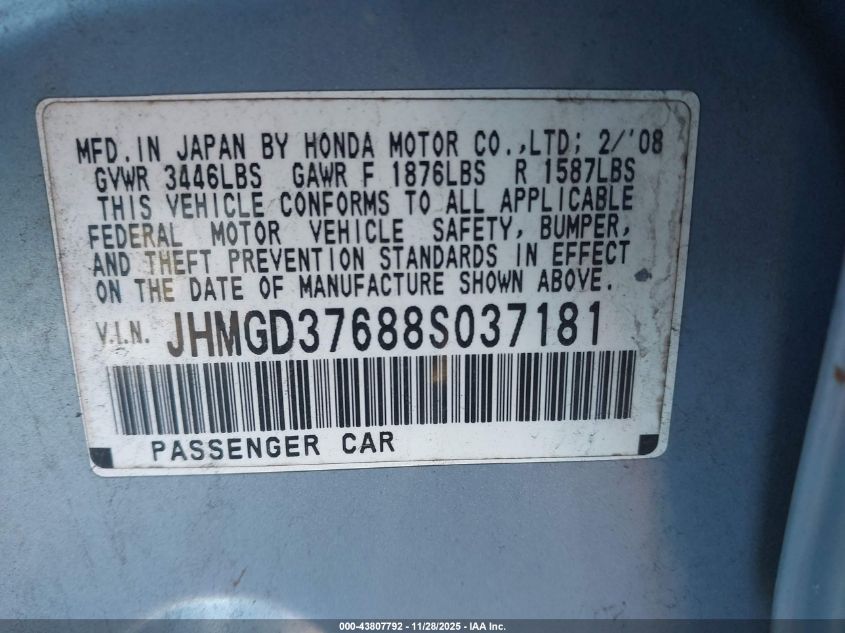 MFD. IN JAPAN BY HONDA MOTOR CO., LTD; 2/'08
GVWR 3446LBS GAWR F 1876LBS R 1587LBS
THIS VEHICLE CONFORMS TO ALL APPLICABLE
FEDERAL MOTOR VEHICLE SAFETY, BUMPER,
AND THEFT PREVENTION STANDARDS IN EFFECT
ON THE DATE OF MANUFACTURE SHOWN ABOVE.
V.I.N. JHMGD37688S037181
PASSENGER CAR
000-43807792 - 11/28/2025 - IAA Inc.